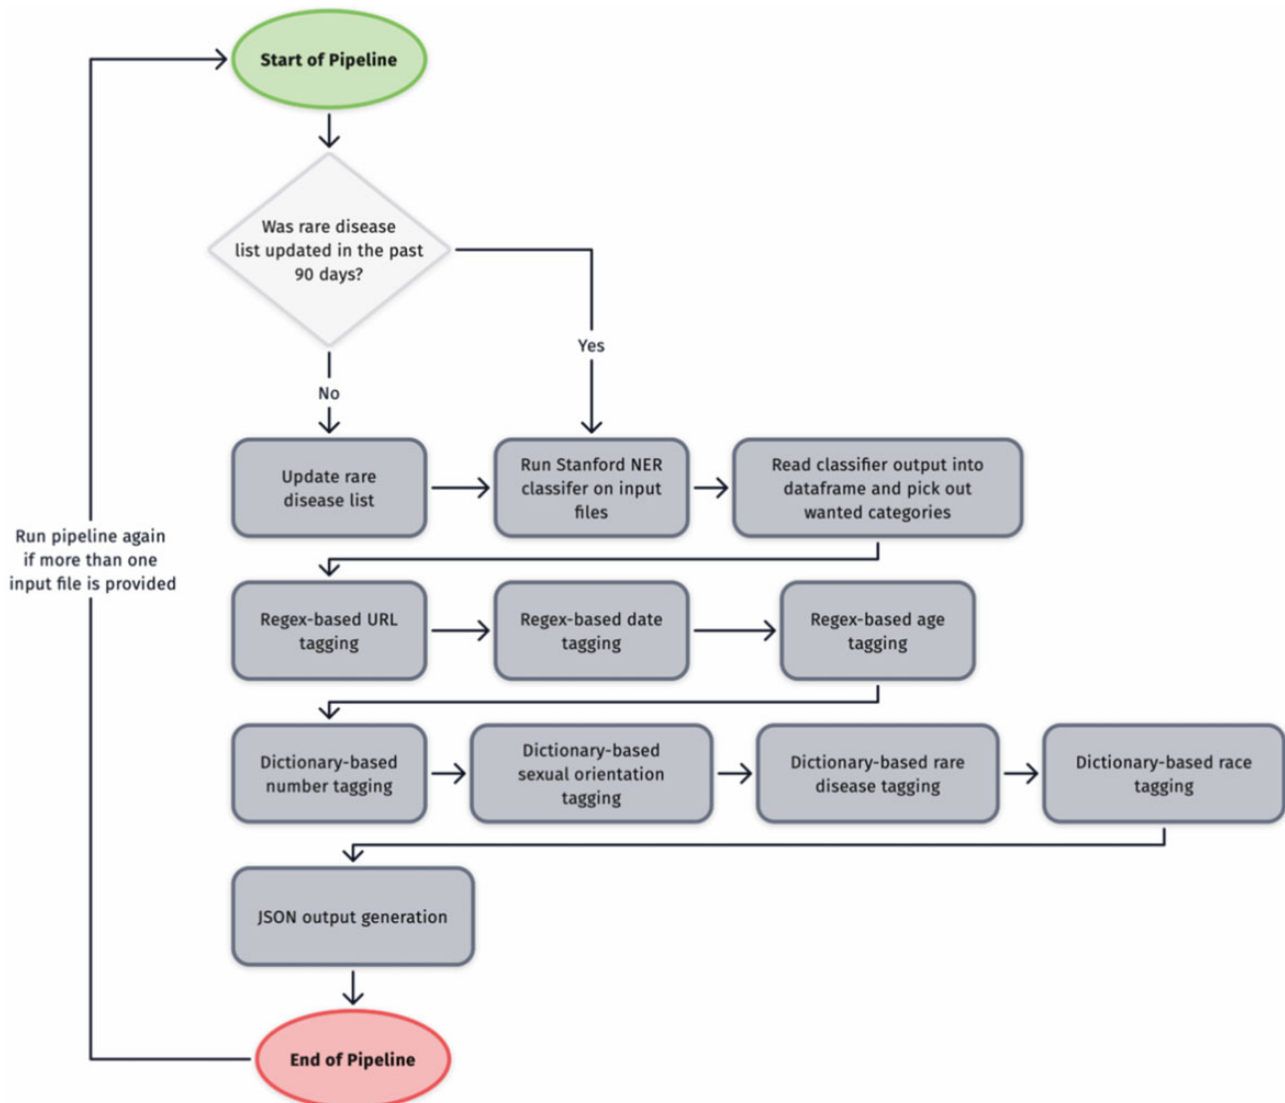 Start of Pipeline
Was rare disease
list updated in the past
90 days?
Yes
No
Update rare
disease list
Run Stanford NER
classifer on input
files
Read classifier output into
dataframe and pick out
wanted categories
Run pipeline again
if more than one
input file is provided
Regex-based URL
tagging
Regex-based date
tagging
Regex-based age
tagging
Dictionary-based
number tagging
Dictionary-based
sexual orientation
tagging
Dictionary-based rare
disease tagging
Dictionary-based race
tagging
JSON output generation
End of Pipeline